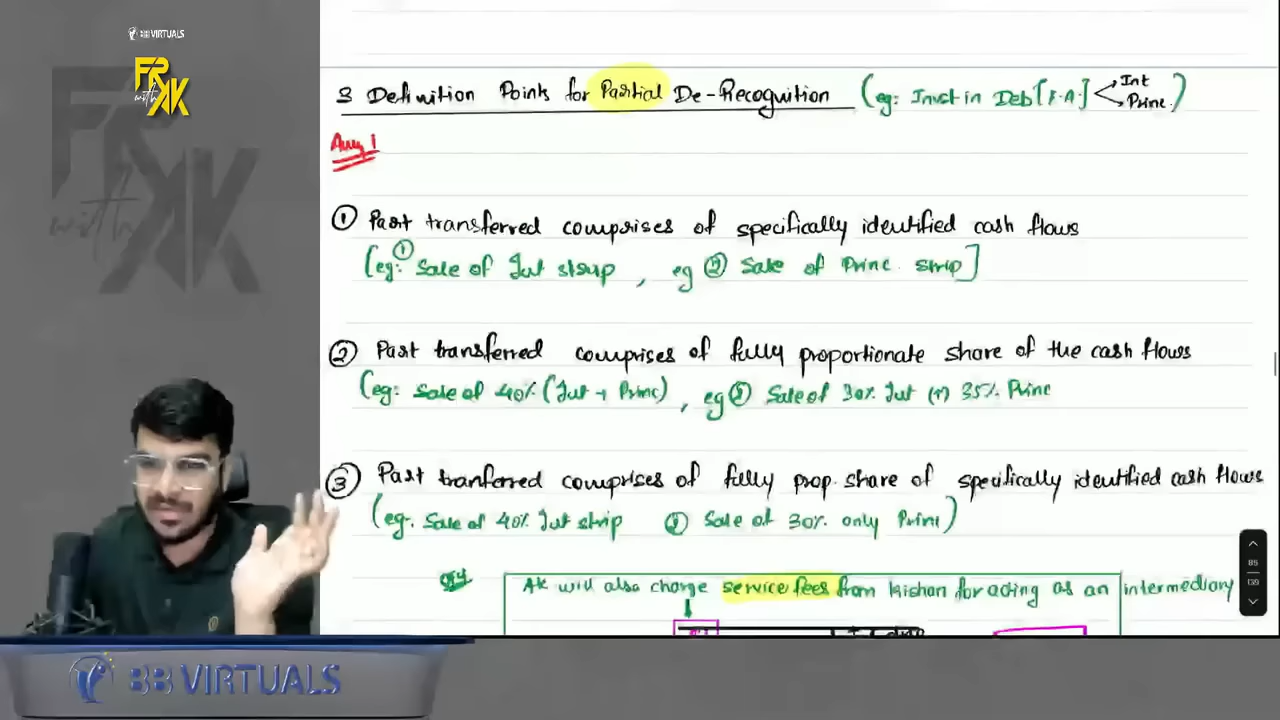 BB VIRTUALS
FR
with
AK
3 Definition Points for Partial De-Recognition (eg: Invst in Deb [F.A.] Int
Princ.)
Any 1
① Part transferred comprises of specifically identified cash flows
[eg: ① Sale of Int strip, eg ② Sale of Princ. strip]
② Part transferred comprises of fully proportionate share of the cash flows
(eg: Sale of 40% (Int + Princ), eg ② Sale of 30% Int (+) 35% Princ
③ Part tranferred comprises of fully prop. share of specifically identified cash flows
(eg. Sale of 40% Int strip Sale of 30% only Princ)
AK will also charge service fees from Kishan for acting as an intermediary
85
139
BB VIRTUALS